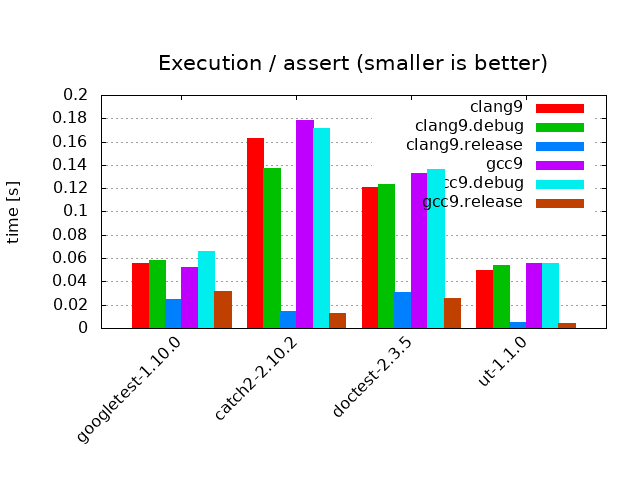 Execution / assert (smaller is better)
time [s]
0.2
0.18
0.16
0.14
0.12
0.1
0.08
0.06
0.04
0.02
0
clang9
clang9.debug
clang9.release
gcc9
cc9.debug
gcc9.release
googletest-1.10.0
catch2-2.10.2
doctest-2.3.5
ut-1.1.0